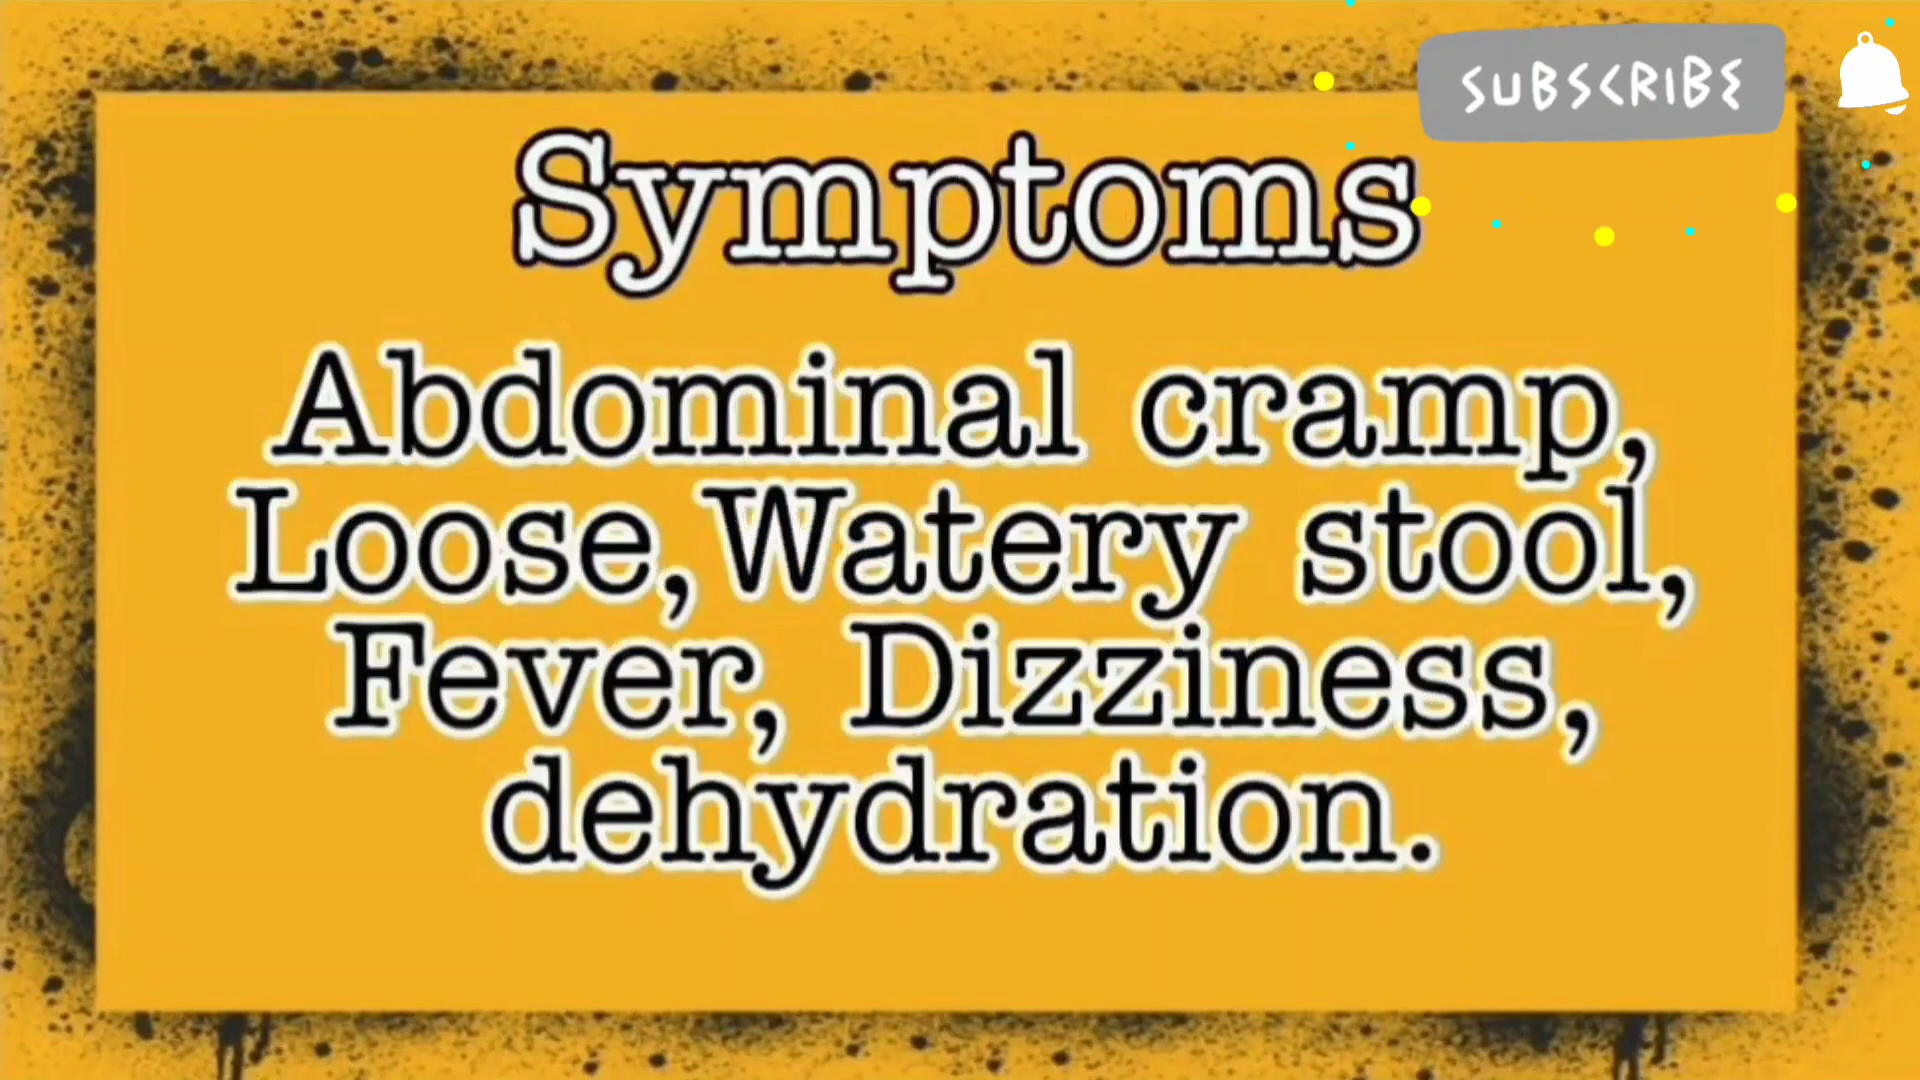 SUBSCRIBE
Symptoms
Abdominal cramp,
Loose,Watery stool,
Fever, Dizziness,
dehydration.